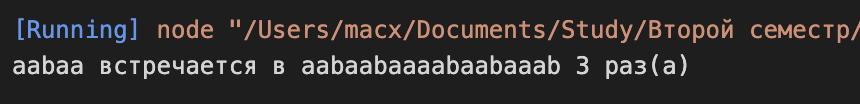 [Running] node "/Users/macx/Documents/Study/Второй семестр/
aabaa встречается в aabaabaaaabaabaaab 3 раз(а)